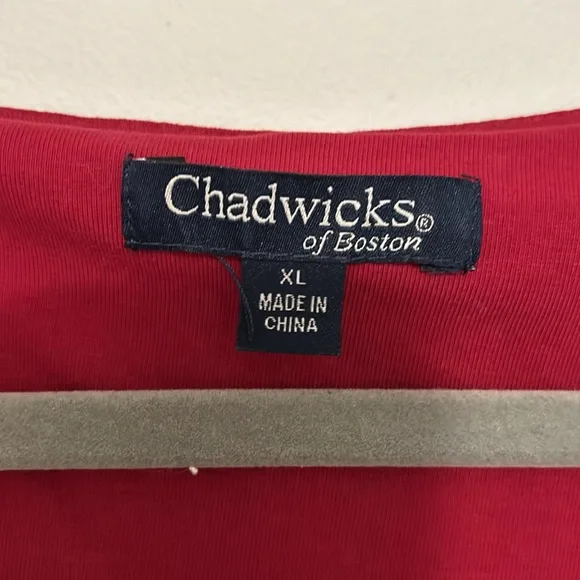 Chadwicks®
of Boston
XL
MADE IN
CHINA